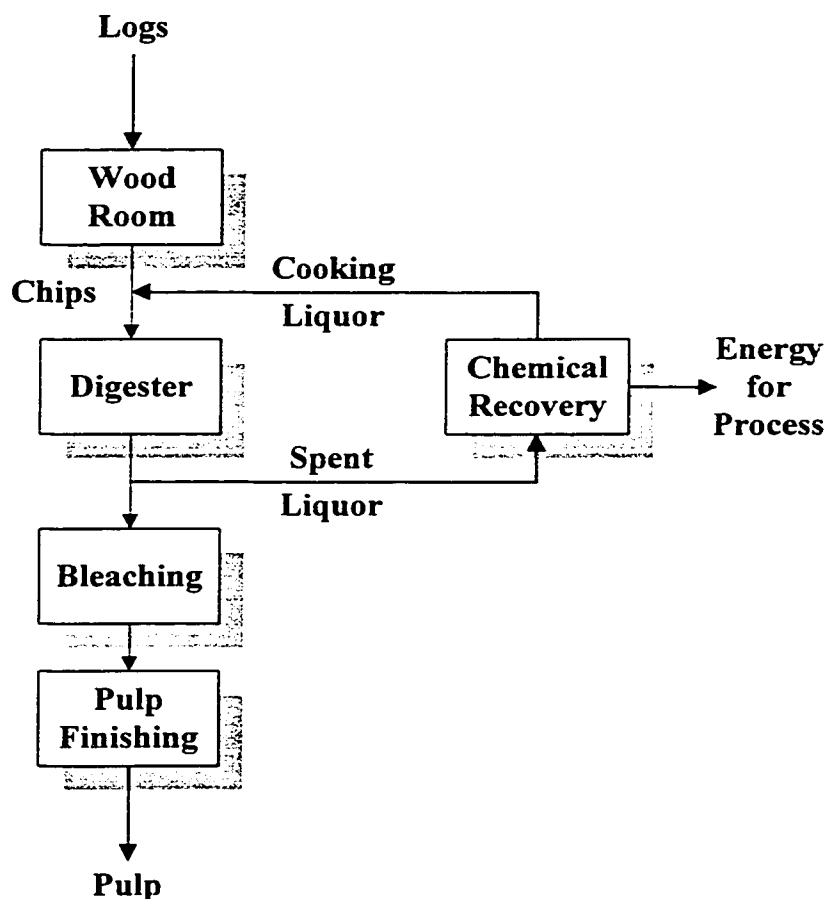 Logs
Wood
Room
Chips
Cooking
Liquor
Digester
Chemical
Recovery
Energy
for
Process
Spent
Liquor
Bleaching
Pulp
Finishing
Pulp